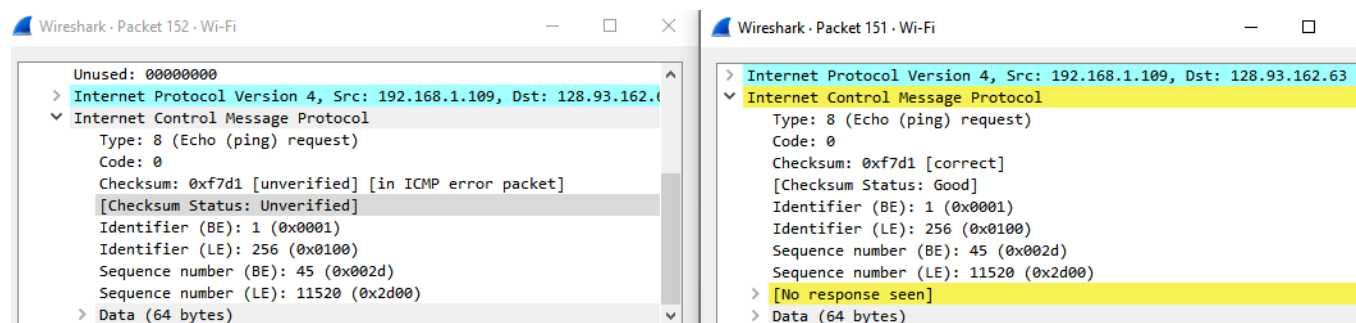 Wireshark · Packet 152 · Wi-Fi
Unused: 00000000
Internet Protocol Version 4, Src: 192.168.1.109, Dst: 128.93.162.
Internet Control Message Protocol
Type: 8 (Echo (ping) request)
Code: 0
Checksum: 0xf7d1 [unverified] [in ICMP error packet]
[Checksum Status: Unverified]
Identifier (BE): 1 (0x0001)
Identifier (LE): 256 (0x0100)
Sequence number (BE): 45 (0x002d)
Sequence number (LE): 11520 (0x2d00)
Data (64 bytes)
Wireshark · Packet 151 · Wi-Fi
Internet Protocol Version 4, Src: 192.168.1.109, Dst: 128.93.162.63
Internet Control Message Protocol
Type: 8 (Echo (ping) request)
Code: 0
Checksum: 0xf7d1 [correct]
[Checksum Status: Good]
Identifier (BE): 1 (0x0001)
Identifier (LE): 256 (0x0100)
Sequence number (BE): 45 (0x002d)
Sequence number (LE): 11520 (0x2d00)
[No response seen]
Data (64 bytes)